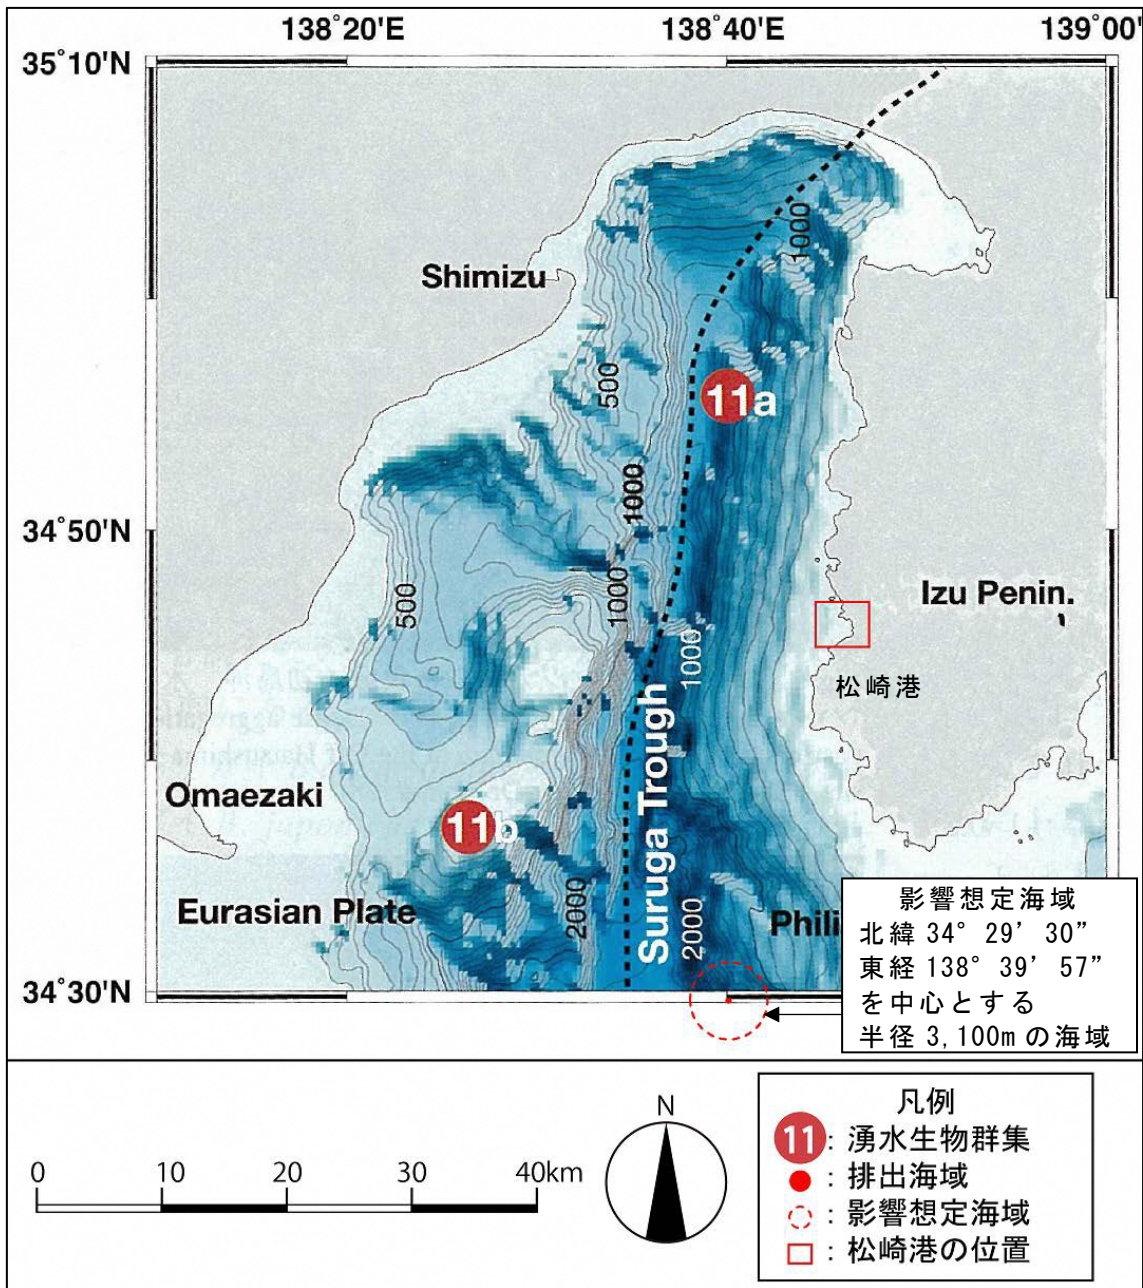 138°20'E
138°40'E
139°00'
35°10'N
Shimizu
1000
500
11a
1000
34°50'N
1000
500
1000
Izu Penin.
松崎港
Suruga Trough
Omaezaki
11b
Eurasian Plate
2000
2000
Phili
34°30'N
影響想定海域
北緯 34° 29’ 30”
東経 138° 39’ 57”
を中心とする
半径 3,100m の海域
0 10 20 30 40km
N
凡例
11:湧水生物群集
:排出海域
:影響想定海域
:松崎港の位置